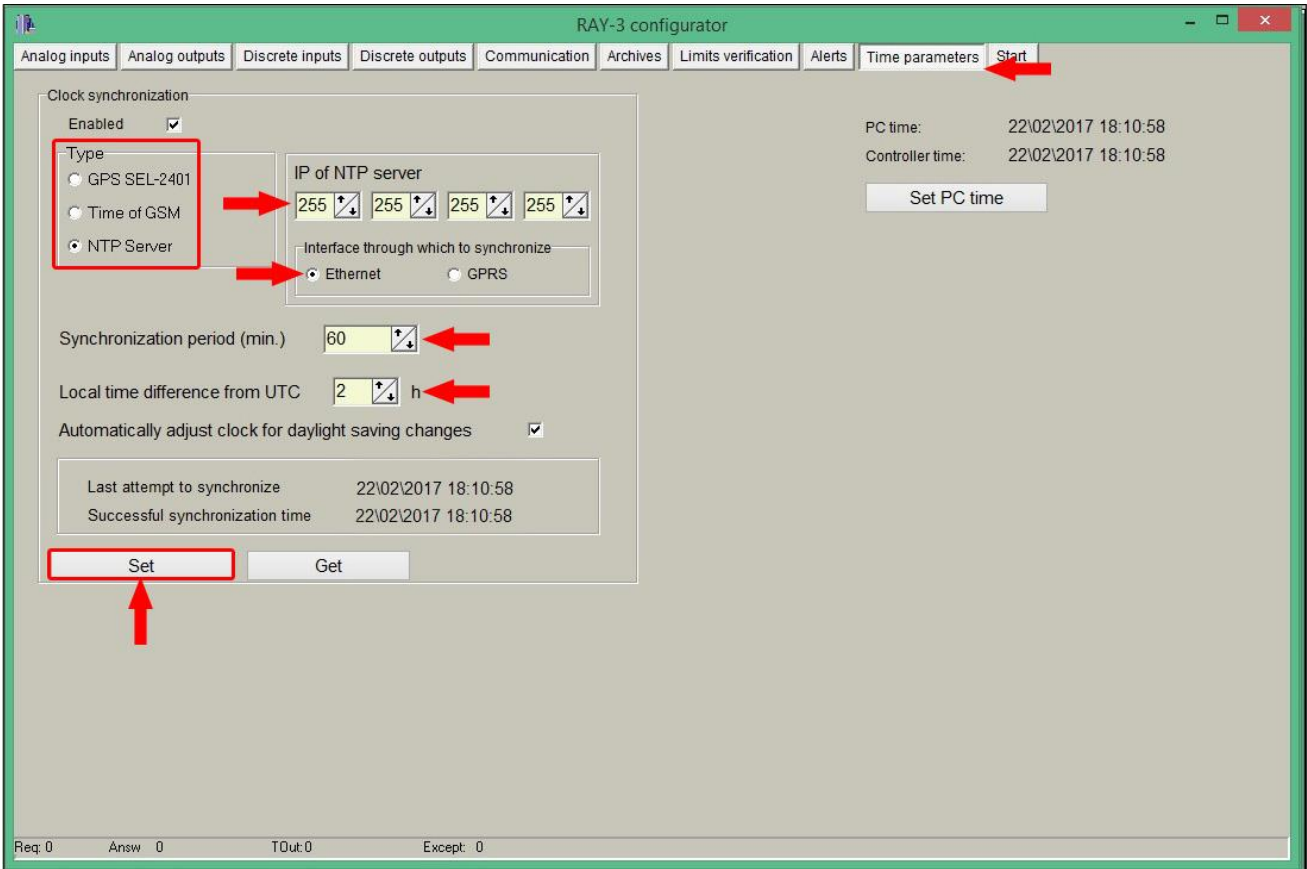 RAY-3 configurator
Analog inputs Analog outputs Discrete inputs Discrete outputs Communication Archives Limits verification Alerts Time parameters Start
Clock synchronization
Enabled
Type
GPS SEL-2401
Time of GSM
NTP Server
IP of NTP server
255 255 255 255
Interface through which to synchronize
Ethernet GPRS
Synchronization period (min.) 60
Local time difference from UTC 2 h
Automatically adjust clock for daylight saving changes
Last attempt to synchronize 22\02\2017 18:10:58
Successful synchronization time 22\02\2017 18:10:58
Set Get
PC time: 22\02\2017 18:10:58
Controller time: 22\02\2017 18:10:58
Set PC time
Req: 0 Answ 0 TOut: 0 Except: 0